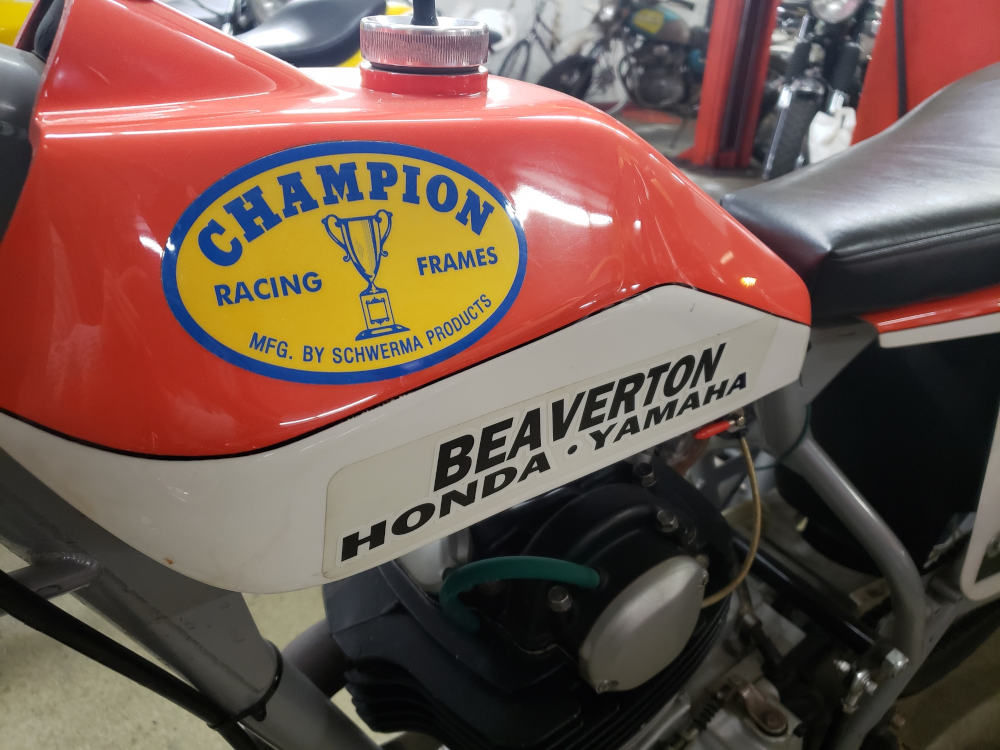 CHAMPION
RACING FRAMES
MFG. BY SCHWERMA PRODUCTS
BEAVERTON
HONDA · YAMAHA